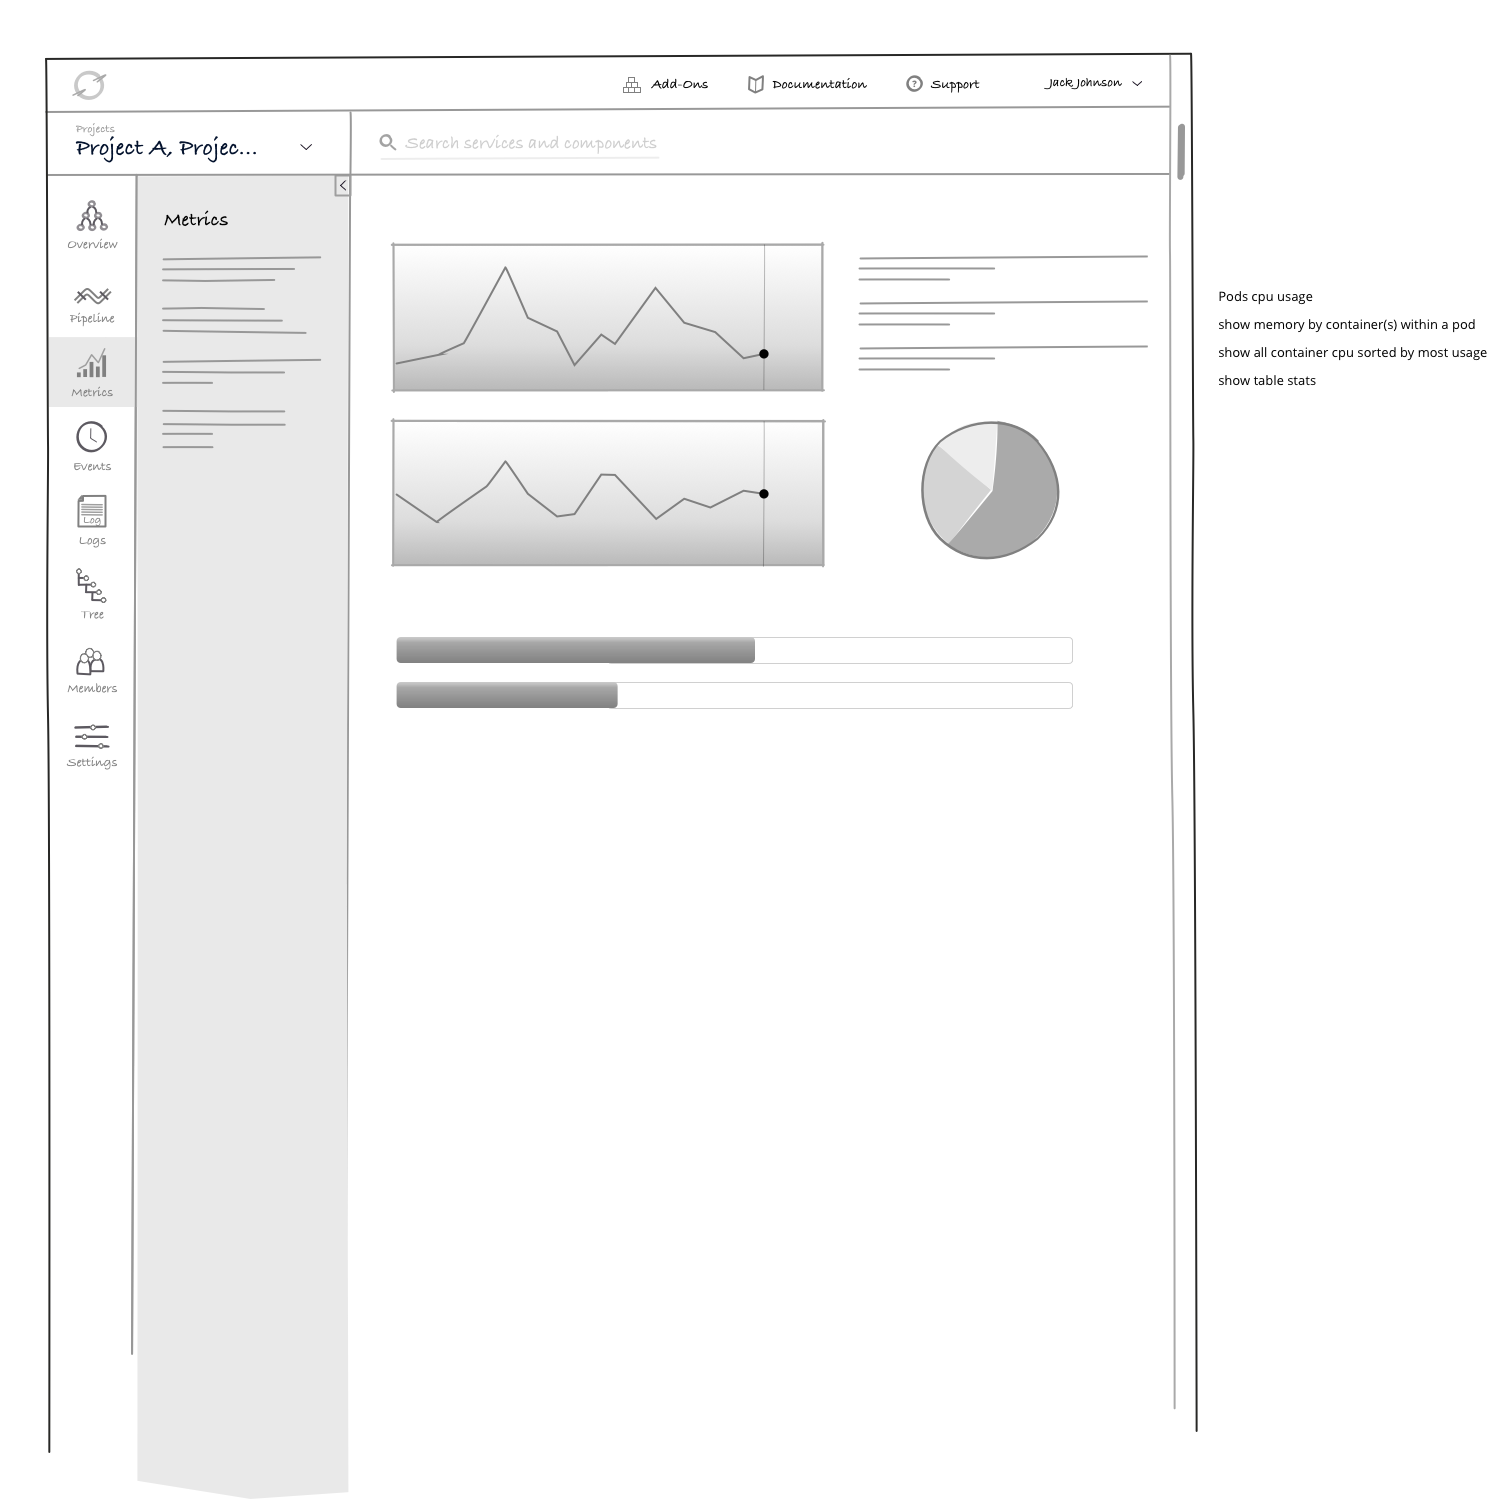 Add-Ons
Documentation
? Support
Jack Johnson
Projects
Project A, Projec...
Search services and components
Overview
Pipeline
Metrics
Events
Log
Logs
Tree
Members
Settings
Metrics
Pods cpu usage
show memory by container(s) within a pod
show all container cpu sorted by most usage
show table stats